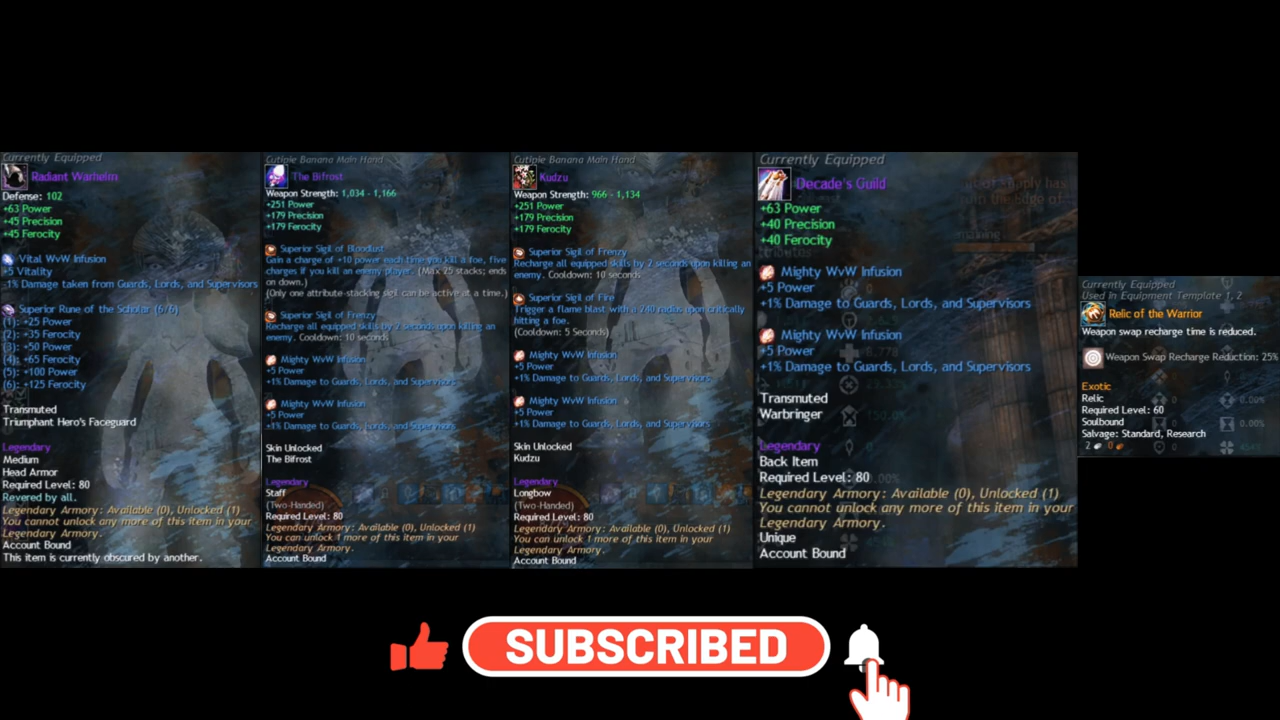 Currently Equipped
Radiant Warhelm
Defense: 102
+63 Power
+45 Precision
+45 Ferocity
Vital WvW Infusion
+5 Vitality
-1% Damage taken from Guards, Lords, and Supervisors
Superior Rune of the Scholar (6/6)
(1): +25 Power
(2): +35 Ferocity
(3): +50 Power
(4): +65 Ferocity
(5): +100 Power
(6): +125 Ferocity
Transmuted
Triumphant Hero's Faceguard
Legendary
Medium
Head Armor
Required Level: 80
Revered by all.
Legendary Armory: Available (0), Unlocked (1)
You cannot unlock any more of this item in your
Legendary Armory.
Account Bound
This item is currently obscured by another.
Cutiple Banana Main Hand
The Bifrost
Weapon Strength: 1,034 - 1,166
+251 Power
+179 Precision
+179 Ferocity
Superior Sigil of Bloodlust
Gain a charge of +10 power each time you kill a foe, five
charges if you kill an enemy player. (Max 25 stacks; ends
on down.)
(Only one attribute-stacking sigil can be active at a time.)
Superior Sigil of Frenzy
Recharge all equipped skills by 2 seconds upon killing an
enemy. Cooldown: 10 seconds
Mighty WvW Infusion
+5 Power
+1% Damage to Guards, Lords, and Supervisors
Mighty WvW Infusion
+5 Power
+1% Damage to Guards, Lords, and Supervisors
Skin Unlocked
The Bifrost
Legendary
Staff
(Two-Handed)
Required Level: 80
Legendary Armory: Available (0), Unlocked (1)
You can unlock 1 more of this item in your
Legendary Armory.
Account Bound
Cutiple Banana Main Hand
Kudzu
Weapon Strength: 966 - 1,134
+251 Power
+179 Precision
+179 Ferocity
Superior Sigil of Frenzy
Recharge all equipped skills by 2 seconds upon killing an
enemy. Cooldown: 10 seconds
Superior Sigil of Fire
Trigger a flame blast with a 240 radius upon critically
hitting a foe.
(Cooldown: 5 Seconds)
Mighty WvW Infusion
+5 Power
+1% Damage to Guards, Lords, and Supervisors
Mighty WvW Infusion
+5 Power
+1% Damage to Guards, Lords, and Supervisors
Skin Unlocked
Kudzu
Legendary
Longbow
(Two-Handed)
Required Level: 80
Legendary Armory: Available (0), Unlocked (1)
You can unlock 1 more of this item in your
Legendary Armory.
Account Bound
Currently Equipped
Decade's Guild
+63 Power
+40 Precision
+40 Ferocity
Mighty WvW Infusion
+5 Power
+1% Damage to Guards, Lords, and Supervisors
Mighty WvW Infusion
+5 Power
+1% Damage to Guards, Lords, and Supervisors
Transmuted
Warbringer
Legendary
Back Item
Required Level: 80
Legendary Armory: Available (0), Unlocked (1)
You cannot unlock any more of this item in your
Legendary Armory.
Unique
Account Bound
Currently Equipped
Used in Equipment Template 1, 2
Relic of the Warrior
Weapon swap recharge time is reduced.
Weapon Swap Recharge Reduction: 25%
Exotic
Relic
Required Level: 60
Soulbound
Salvage: Standard, Research
2 0
SUBSCRIBED